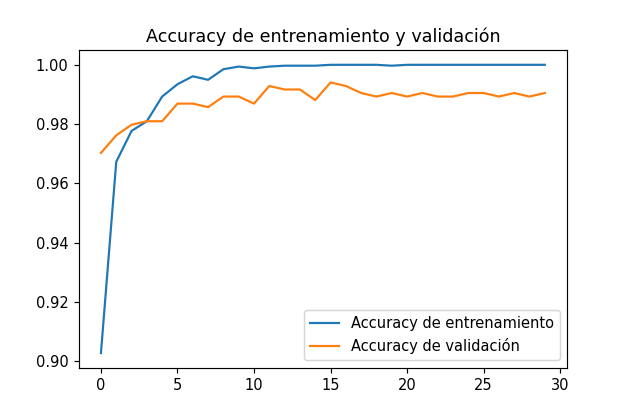 Accuracy de entrenamiento y validación
1.00
0.98
0.96
0.94
0.92
0.90
Accuracy de entrenamiento
Accuracy de validación
0 5 10 15 20 25 30